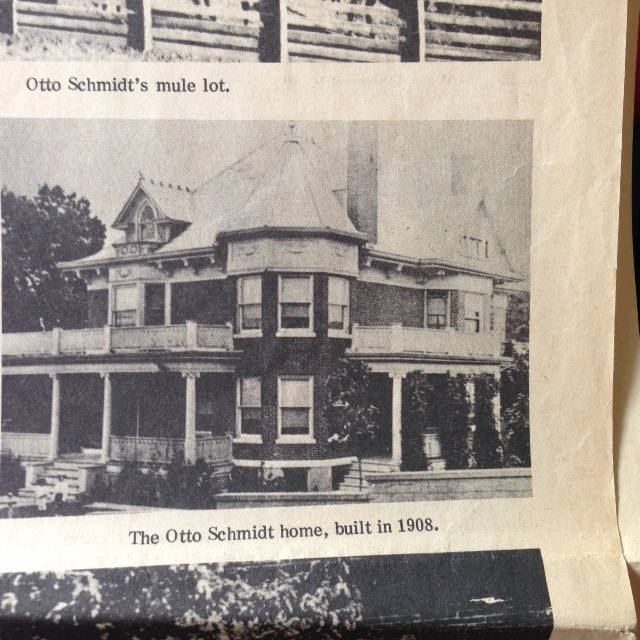 Otto Schmidt's mule lot.
The Otto Schmidt home, built in 1908.